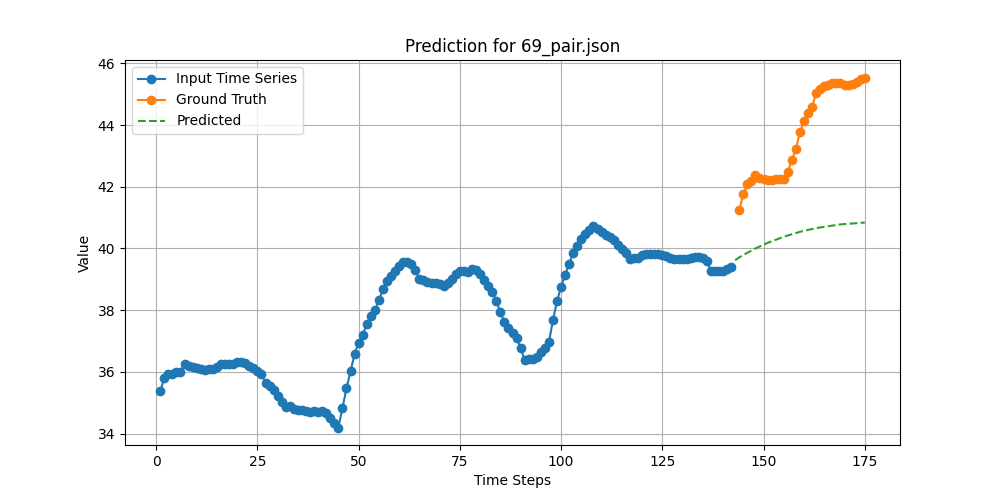 Prediction for 69_pair.json
Input Time Series
Ground Truth
Predicted
Value
46
44
42
40
38
36
34
0 25 50 75 100 125 150 175
Time Steps